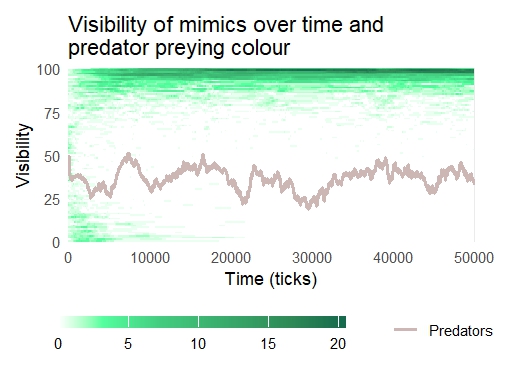 Visibility of mimics over time and
predator preying colour
100
75
50
25
0
Visibility
0 10000 20000 30000 40000 50000
Time (ticks)
0 5 10 15 20
Predators